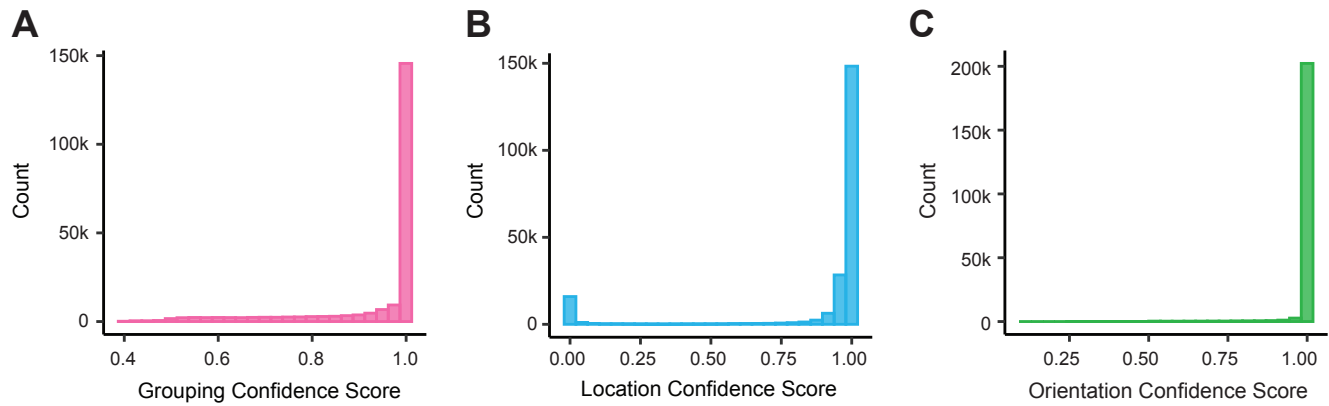 A
150k
100k
50k
0
Count
0.4 0.6 0.8 1.0
Grouping Confidence Score
B
150k
100k
50k
0
Count
0.00 0.25 0.50 0.75 1.00
Location Confidence Score
C
200k
150k
100k
50k
0
Count
0.25 0.50 0.75 1.00
Orientation Confidence Score